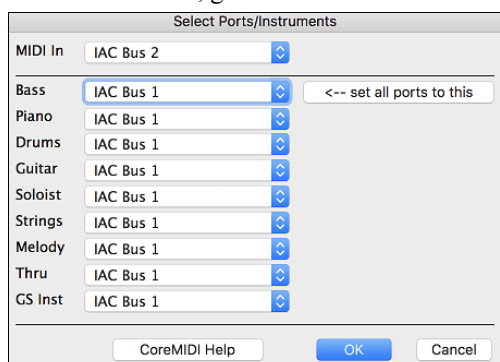 Select Ports/Instruments
MIDI In IAC Bus 2
Bass IAC Bus 1 <-- set all ports to this
Piano IAC Bus 1
Drums IAC Bus 1
Guitar IAC Bus 1
Soloist IAC Bus 1
Strings IAC Bus 1
Melody IAC Bus 1
Thru IAC Bus 1
GS Inst IAC Bus 1
CoreMIDI Help OK Cancel